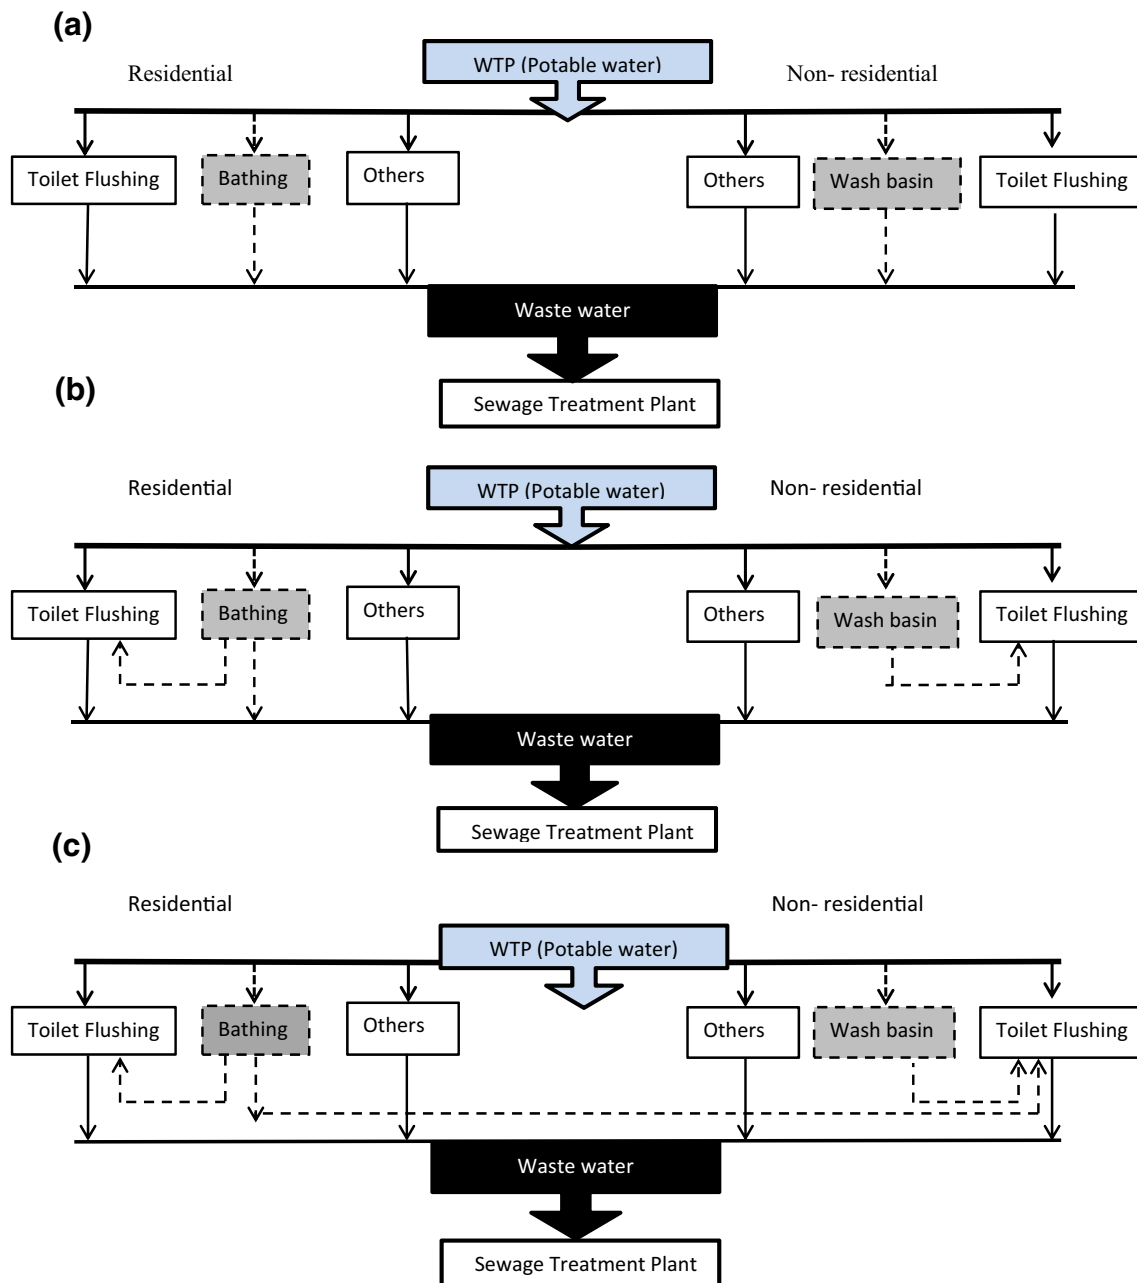 (a)
Residential
WTP (Potable water)
Non- residential
Toilet Flushing
Bathing
Others
Others
Wash basin
Toilet Flushing
Waste water
Sewage Treatment Plant
(b)
Residential
WTP (Potable water)
Non- residential
Toilet Flushing
Bathing
Others
Others
Wash basin
Toilet Flushing
Waste water
Sewage Treatment Plant
(c)
Residential
WTP (Potable water)
Non- residential
Toilet Flushing
Bathing
Others
Others
Wash basin
Toilet Flushing
Waste water
Sewage Treatment Plant